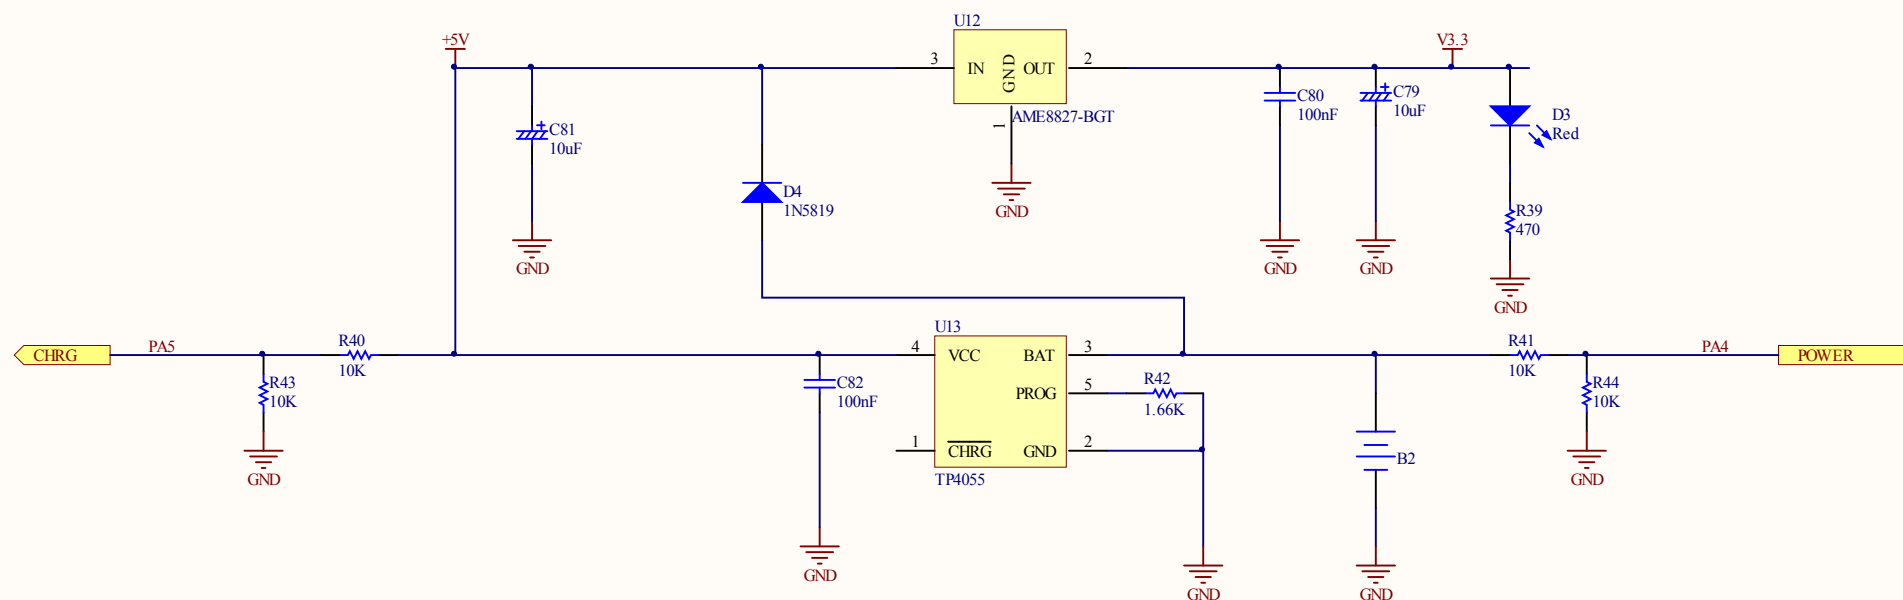 U12
+5V
V3.3
3
IN
GND
OUT
2
1
AME8827-BGT
C81
10uF
C80
100nF
C79
10uF
D3
Red
D4
1N5819
GND
R39
470
GND
GND
GND
GND
U13
CHRG
PA5
R40
10K
4
VCC
BAT
3
R41
10K
PA4
POWER
R43
10K
C82
100nF
PROG
5
R42
1.66K
R44
10K
1
CHRG
GND
2
B2
TP4055
GND
GND
GND
GND
GND